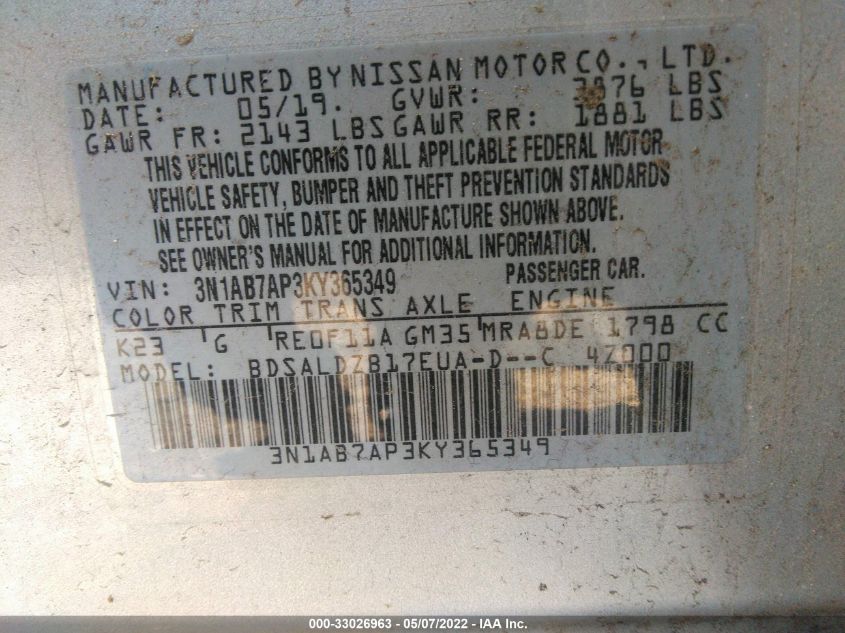 MANUFACTURED BY NISSAN MOTOR CO., LTD.
DATE: 05/19. GVWR: 3876 LBS
GAWR FR: 2143 LBS GAWR RR: 1881 LBS
THIS VEHICLE CONFORMS TO ALL APPLICABLE FEDERAL MOTOR
VEHICLE SAFETY, BUMPER AND THEFT PREVENTION STANDARDS
IN EFFECT ON THE DATE OF MANUFACTURE SHOWN ABOVE.
SEE OWNER'S MANUAL FOR ADDITIONAL INFORMATION.
VIN: 3N1AB7AP3KY365349 PASSENGER CAR.
COLOR TRIM TRANS AXLE ENGINE
K23 G RE0F11A GM35 MRA8DE 1798 CC
MODEL: BDSALDZB17EUA-D--C 4Z000
3N1AB7AP3KY365349
000-33026963 - 05/07/2022 - IAA Inc.